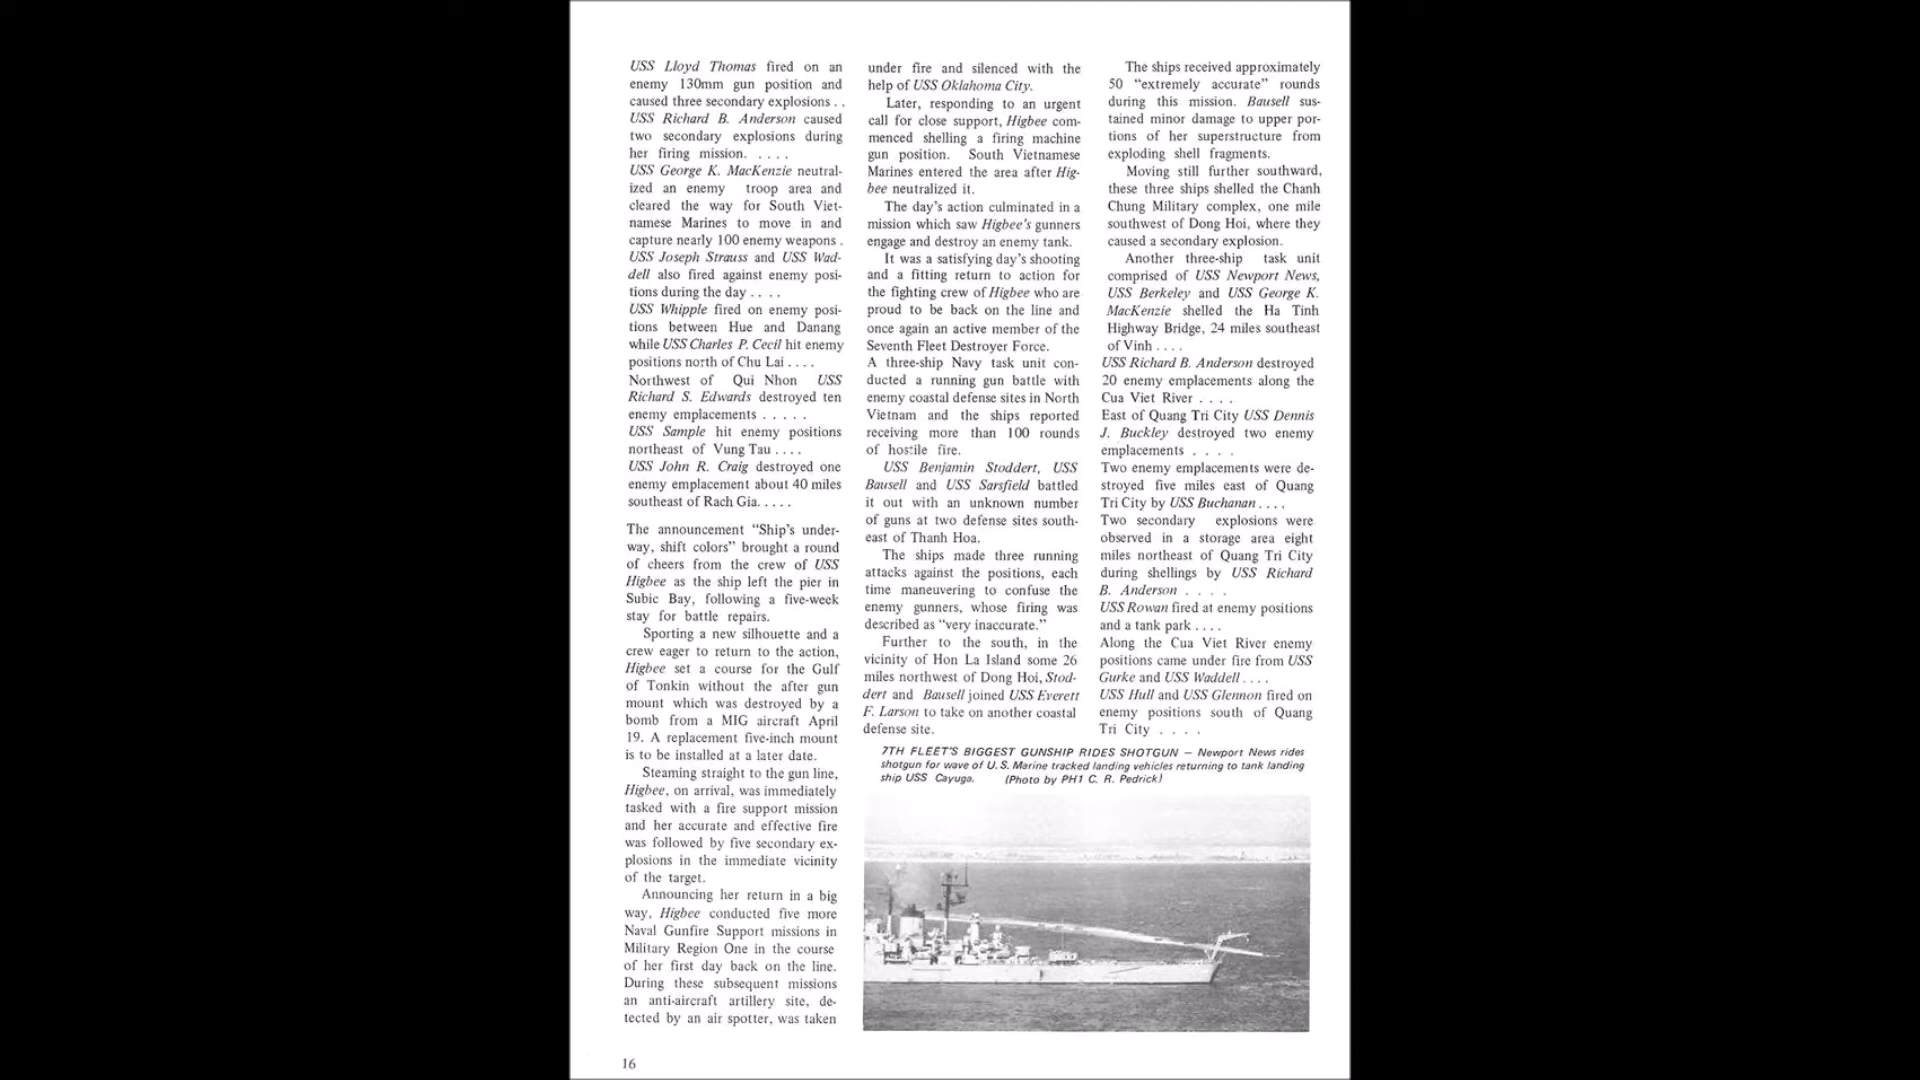 USS Lloyd Thomas fired on an
enemy 130mm gun position and
caused three secondary explosions . .
USS Richard B. Anderson caused
two secondary explosions during
her firing mission. . . . .
USS George K. MacKenzie neutral-
ized an enemy troop area and
cleared the way for South Viet-
namese Marines to move in and
capture nearly 100 enemy weapons .
USS Joseph Strauss and USS Wad-
dell also fired against enemy posi-
tions during the day . . . .
USS Whipple fired on enemy posi-
tions between Hue and Danang
while USS Charles P. Cecil hit enemy
positions north of Chu Lai . . . .
Northwest of Qui Nhon USS
Richard S. Edwards destroyed ten
enemy emplacements . . . . .
USS Sample hit enemy positions
northeast of Vung Tau . . . .
USS John R. Craig destroyed one
enemy emplacement about 40 miles
southeast of Rach Gia. . . . .
The announcement “Ship’s under-
way, shift colors” brought a round
of cheers from the crew of USS
Higbee as the ship left the pier in
Subic Bay, following a five-week
stay for battle repairs.
Sporting a new silhouette and a
crew eager to return to the action,
Higbee set a course for the Gulf
of Tonkin without the after gun
mount which was destroyed by a
bomb from a MIG aircraft April
19. A replacement five-inch mount
is to be installed at a later date.
Steaming straight to the gun line,
Higbee, on arrival, was immediately
tasked with a fire support mission
and her accurate and effective fire
was followed by five secondary ex-
plosions in the immediate vicinity
of the target.
Announcing her return in a big
way, Higbee conducted five more
Naval Gunfire Support missions in
Military Region One in the course
of her first day back on the line.
During these subsequent missions
an anti-aircraft artillery site, de-
tected by an air spotter, was taken
under fire and silenced with the
help of USS Oklahoma City.
Later, responding to an urgent
call for close support, Higbee com-
menced shelling a firing machine
gun position. South Vietnamese
Marines entered the area after Hig-
bee neutralized it.
The day’s action culminated in a
mission which saw Higbee’s gunners
engage and destroy an enemy tank.
It was a satisfying day’s shooting
and a fitting return to action for
the fighting crew of Higbee who are
proud to be back on the line and
once again an active member of the
Seventh Fleet Destroyer Force.
A three-ship Navy task unit con-
ducted a running gun battle with
enemy coastal defense sites in North
Vietnam and the ships reported
receiving more than 100 rounds
of hostile fire.
USS Benjamin Stoddert, USS
Bausell and USS Sarsfield battled
it out with an unknown number
of guns at two defense sites south-
east of Thanh Hoa.
The ships made three running
attacks against the positions, each
time maneuvering to confuse the
enemy gunners, whose firing was
described as “very inaccurate.”
Further to the south, in the
vicinity of Hon La Island some 26
miles northwest of Dong Hoi, Stod-
dert and Bausell joined USS Everett
F. Larson to take on another coastal
defense site.
The ships received approximately
50 “extremely accurate” rounds
during this mission. Bausell sus-
tained minor damage to upper por-
tions of her superstructure from
exploding shell fragments.
Moving still further southward,
these three ships shelled the Chanh
Chung Military complex, one mile
southwest of Dong Hoi, where they
caused a secondary explosion.
Another three-ship task unit
comprised of USS Newport News,
USS Berkeley and USS George K.
MacKenzie shelled the Ha Tinh
Highway Bridge, 24 miles southeast
of Vinh . . . .
USS Richard B. Anderson destroyed
20 enemy emplacements along the
Cua Viet River . . . .
East of Quang Tri City USS Dennis
J. Buckley destroyed two enemy
emplacements . . . .
Two enemy emplacements were de-
stroyed five miles east of Quang
Tri City by USS Buchanan . . . .
Two secondary explosions were
observed in a storage area eight
miles northeast of Quang Tri City
during shellings by USS Richard
B. Anderson . . . .
USS Rowan fired at enemy positions
and a tank park . . . .
Along the Cua Viet River enemy
positions came under fire from USS
Gurke and USS Waddell . . . .
USS Hull and USS Glennon fired on
enemy positions south of Quang
Tri City . . . .
7TH FLEET'S BIGGEST GUNSHIP RIDES SHOTGUN — Newport News rides
shotgun for wave of U. S. Marine tracked landing vehicles returning to tank landing
ship USS Cayuga. (Photo by PH1 C. R. Pedrick)
16